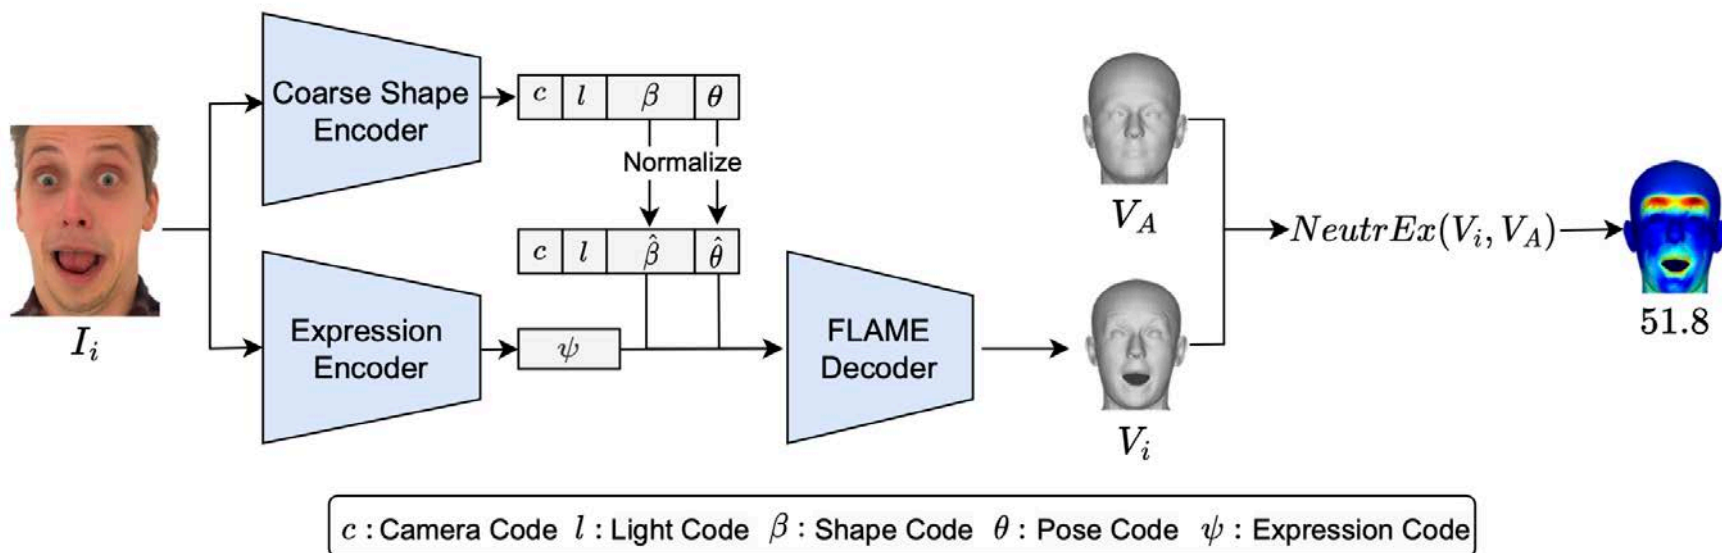 Coarse Shape
Encoder
c l β θ
Normalize
c l β̂ θ̂
Expression
Encoder
ψ
FLAME
Decoder
I_i
V_A
V_i
NeutrEx(V_i, V_A)
51.8
c : Camera Code l : Light Code β : Shape Code θ : Pose Code ψ : Expression Code